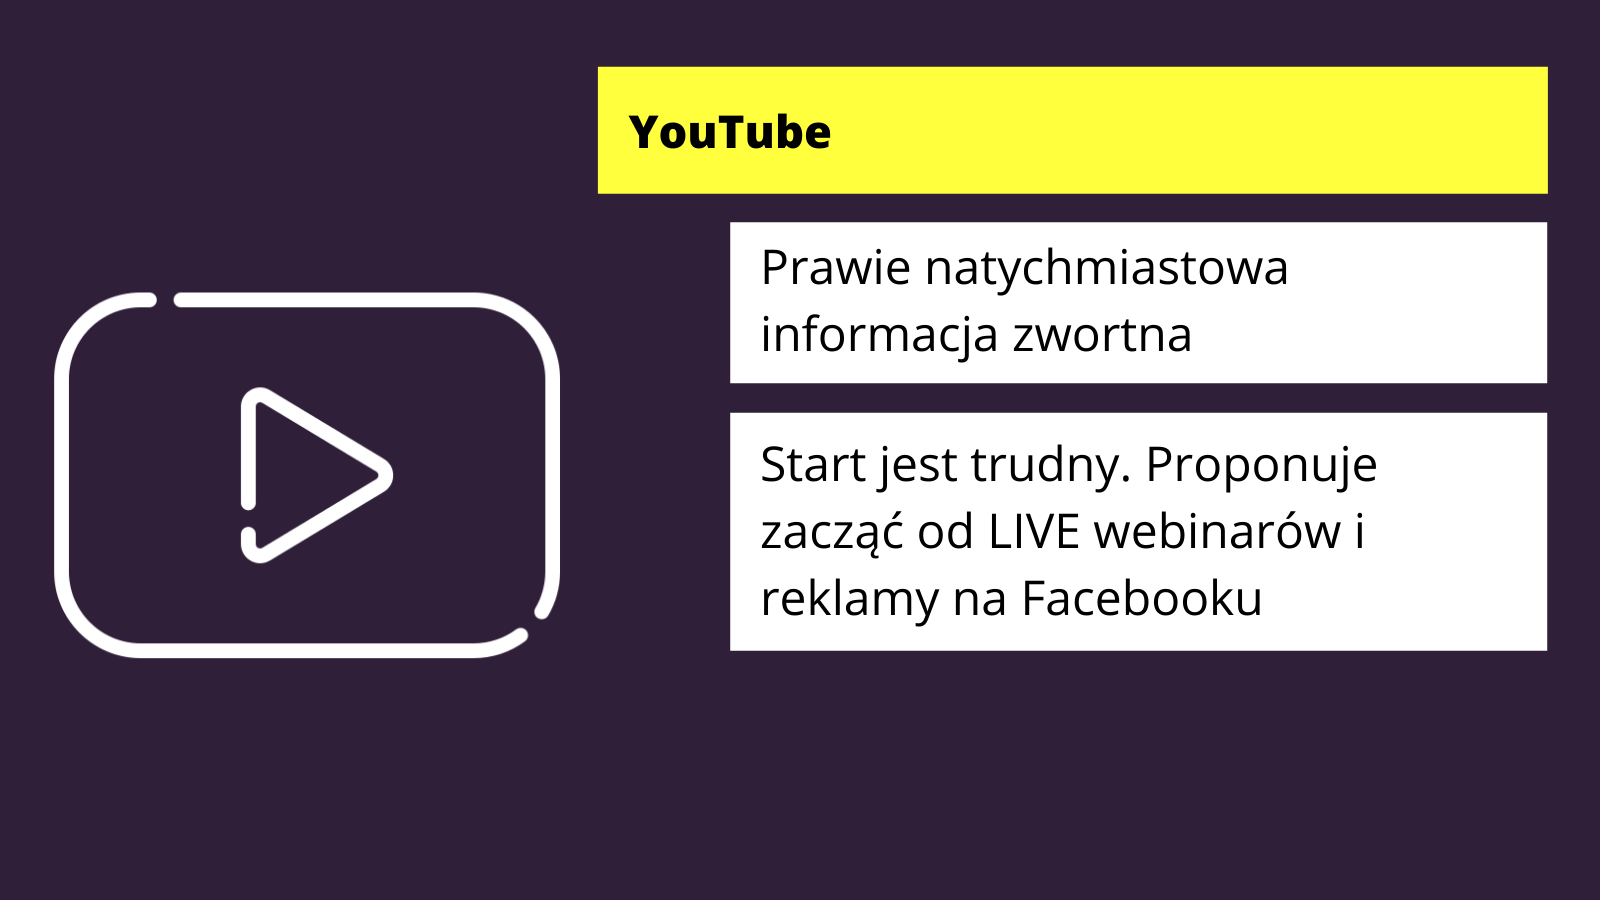 YouTube
Prawie natychmiastowa
informacja zwortna
Start jest trudny. Proponuje
zacząć od LIVE webinarów i
reklamy na Facebooku